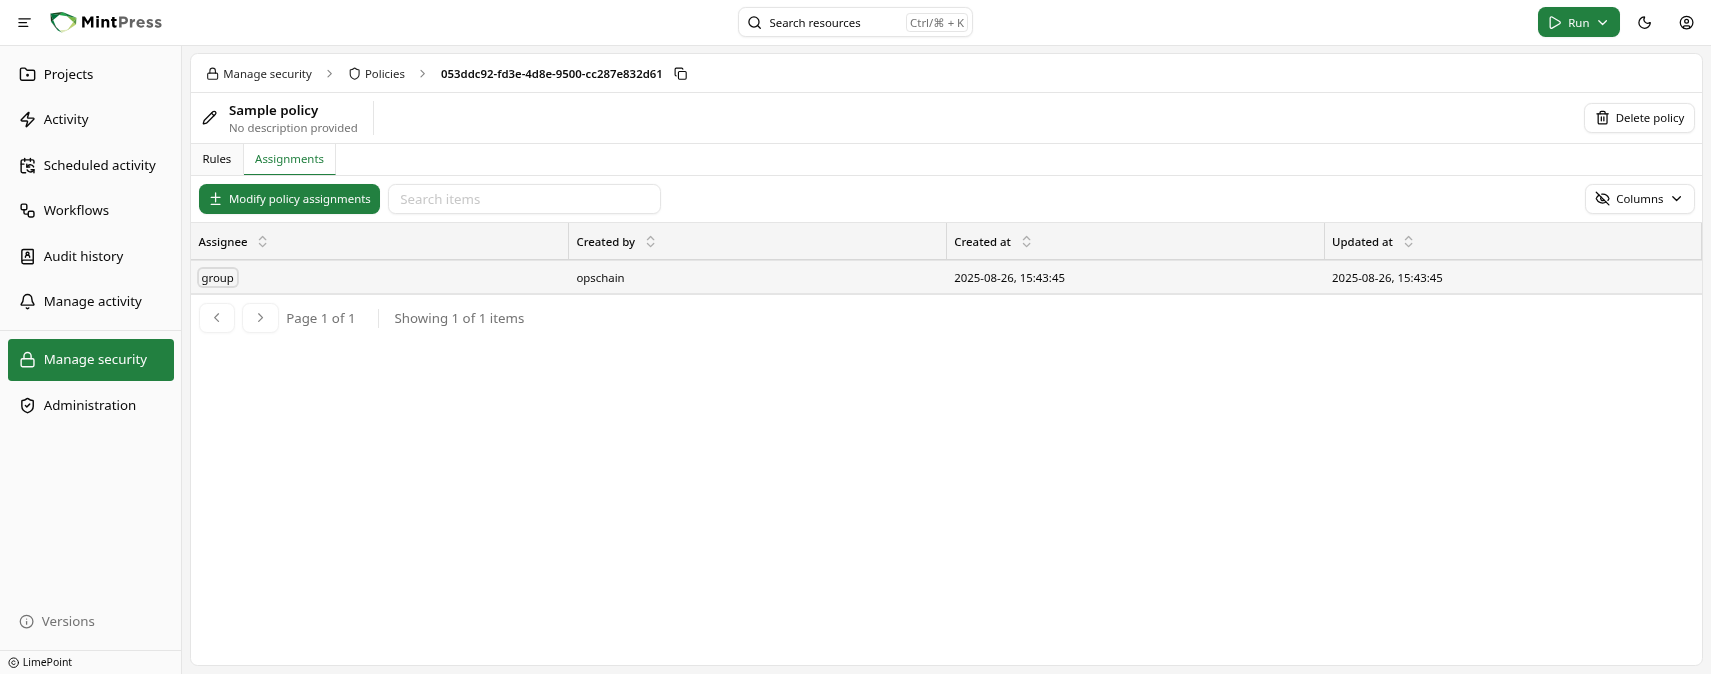 MintPress
Search resources
Ctrl/⌘ + K
Run
Projects
Activity
Scheduled activity
Workflows
Audit history
Manage activity
Manage security
Administration
Versions
LimePoint
Manage security
Policies
053ddc92-fd3e-4d8e-9500-cc287e832d61
Sample policy
No description provided
Delete policy
Rules
Assignments
Modify policy assignments
Search items
Columns
Assignee
Created by
Created at
Updated at
group
opschain
2025-08-26, 15:43:45
2025-08-26, 15:43:45
Page 1 of 1
Showing 1 of 1 items